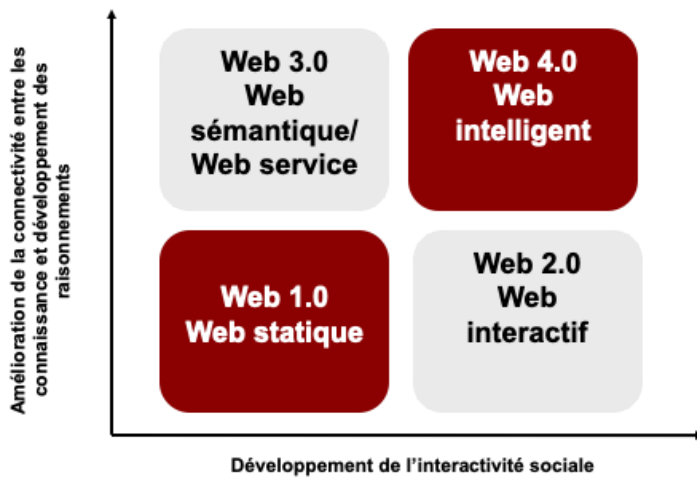 Amélioration de la connectivité entre les
connaissance et développement des
raisonnements
Web 3.0
Web
sémantique/
Web service
Web 4.0
Web
intelligent
Web 1.0
Web statique
Web 2.0
Web
interactif
Développement de l'interactivité sociale